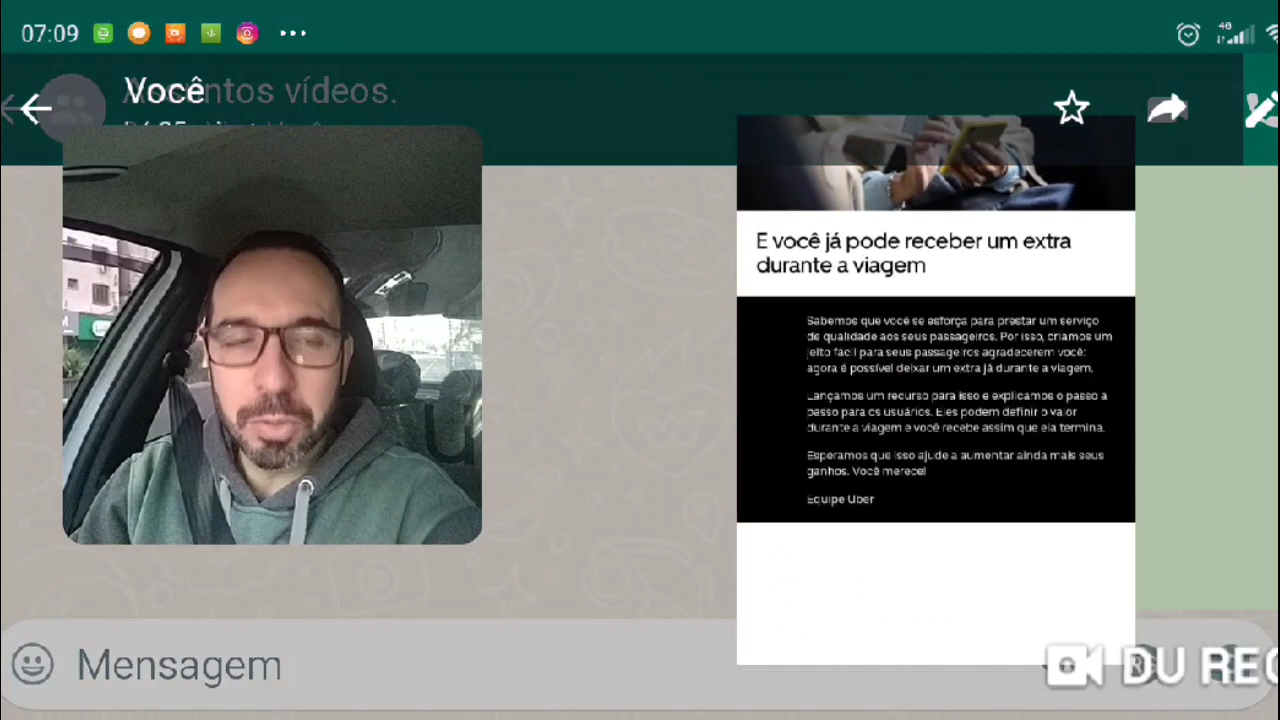 07:09
4G
Você
Assuntos vídeos.
E você já pode receber um extra
durante a viagem
Sabemos que você se esforça para prestar um serviço
de qualidade aos seus passageiros. Por isso, criamos um
jeito fácil para seus passageiros agradecerem você:
agora é possível deixar um extra já durante a viagem.
Lançamos um recurso para isso e explicamos o passo a
passo para os usuários. Eles podem definir o valor
durante a viagem e você recebe assim que ela termina.
Esperamos que isso ajude a aumentar ainda mais seus
ganhos. Você merece!
Equipe Uber
Mensagem
DU REC